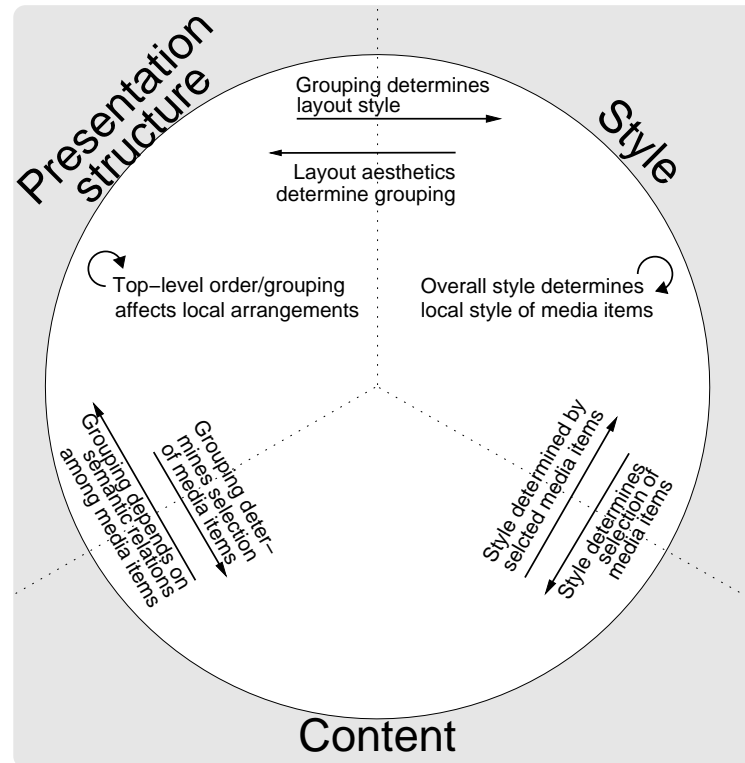 Presentation
structure
Style
Grouping determines
layout style
Layout aesthetics
determine grouping
Top−level order/grouping
affects local arrangements
Overall style determines
local style of media items
Grouping depends on
semantic relations
among media items
Grouping deter−
mines selection
of media items
Style determined by
selcted media items
Style determines
selection of
media items
Content